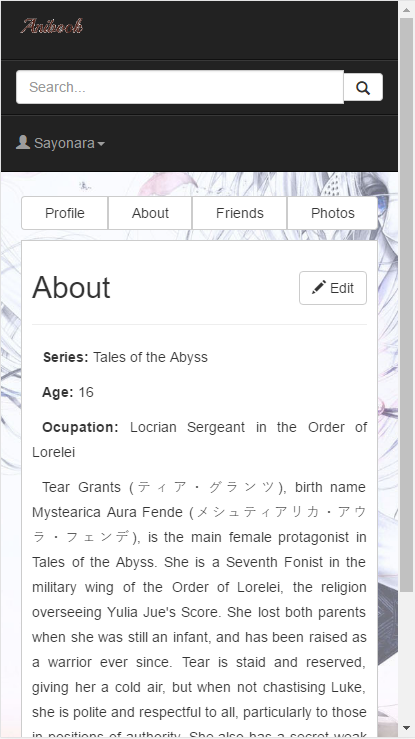 Anibook
Search...
Sayonara
Profile About Friends Photos
About
Edit
Series: Tales of the Abyss
Age: 16
Ocupation: Locrian Sergeant in the Order of
Lorelei
Tear Grants (ティア・グランツ), birth name
Mystearica Aura Fende (メシュティアリカ・アウ
ラ・フェンデ), is the main female protagonist in
Tales of the Abyss. She is a Seventh Fonist in the
military wing of the Order of Lorelei, the religion
overseeing Yulia Jue's Score. She lost both parents
when she was still an infant, and has been raised as
a warrior ever since. Tear is staid and reserved,
giving her a cold air, but when not chastising Luke,
she is polite and respectful to all, particularly to those
in positions of authority. She also has a secret weak